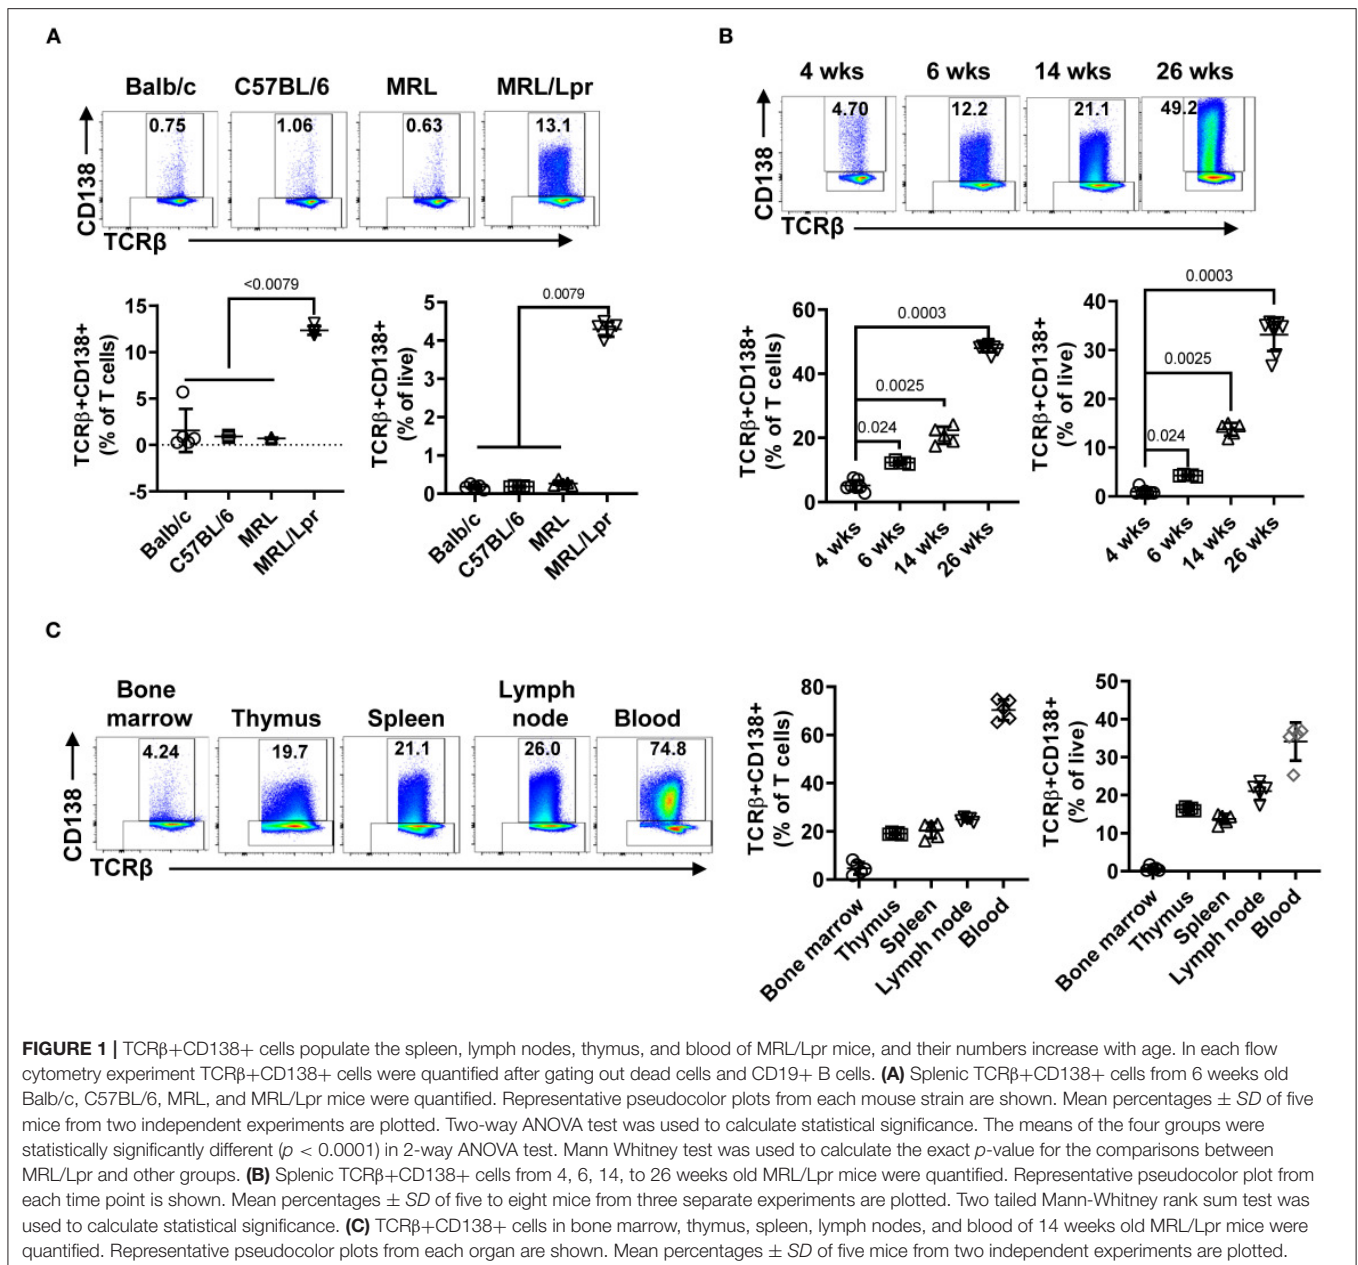 A
Balb/c C57BL/6 MRL MRL/Lpr
0.75 1.06 0.63 13.1
CD138
TCRβ
TCRβ+CD138+
(% of T cells)
15
10
5
0
-5
<0.0079
Balb/c
C57BL/6
MRL
MRL/Lpr
TCRβ+CD138+
(% of live)
5
4
3
2
1
0
0.0079
Balb/c
C57BL/6
MRL
MRL/Lpr
B
4 wks 6 wks 14 wks 26 wks
4.70 12.2 21.1 49.2
CD138
TCRβ
TCRβ+CD138+
(% of T cells)
60
40
20
0
0.0003
0.0025
0.024
4 wks
6 wks
14 wks
26 wks
TCRβ+CD138+
(% of live)
40
30
20
10
0
0.0003
0.0025
0.024
4 wks
6 wks
14 wks
26 wks
C
Bone
marrow
Thymus
Spleen
Lymph
node
Blood
4.24 19.7 21.1 26.0 74.8
CD138
TCRβ
TCRβ+CD138+
(% of T cells)
80
60
40
20
0
Bone marrow
Thymus
Spleen
Lymph node
Blood
TCRβ+CD138+
(% of live)
50
40
30
20
10
0
Bone marrow
Thymus
Spleen
Lymph node
Blood
FIGURE 1 | TCRβ+CD138+ cells populate the spleen, lymph nodes, thymus, and blood of MRL/Lpr mice, and their numbers increase with age. In each flow
cytometry experiment TCRβ+CD138+ cells were quantified after gating out dead cells and CD19+ B cells. (A) Splenic TCRβ+CD138+ cells from 6 weeks old
Balb/c, C57BL/6, MRL, and MRL/Lpr mice were quantified. Representative pseudocolor plots from each mouse strain are shown. Mean percentages ± SD of five
mice from two independent experiments are plotted. Two-way ANOVA test was used to calculate statistical significance. The means of the four groups were
statistically significantly different (p < 0.0001) in 2-way ANOVA test. Mann Whitney test was used to calculate the exact p-value for the comparisons between
MRL/Lpr and other groups. (B) Splenic TCRβ+CD138+ cells from 4, 6, 14, to 26 weeks old MRL/Lpr mice were quantified. Representative pseudocolor plot from
each time point is shown. Mean percentages ± SD of five to eight mice from three separate experiments are plotted. Two tailed Mann-Whitney rank sum test was
used to calculate statistical significance. (C) TCRβ+CD138+ cells in bone marrow, thymus, spleen, lymph nodes, and blood of 14 weeks old MRL/Lpr mice were
quantified. Representative pseudocolor plots from each organ are shown. Mean percentages ± SD of five mice from two independent experiments are plotted.